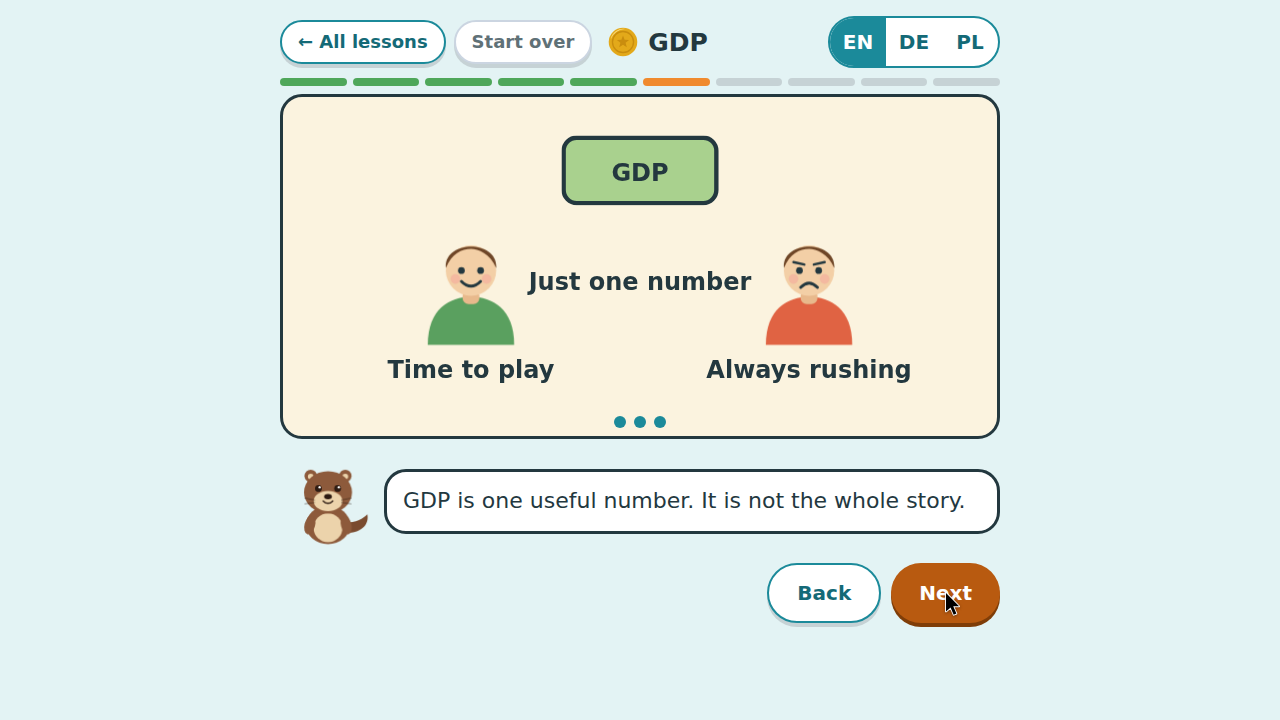 ← All lessons
Start over
GDP
EN
DE
PL
GDP
Just one number
Time to play
Always rushing
GDP is one useful number. It is not the whole story.
Back
Next